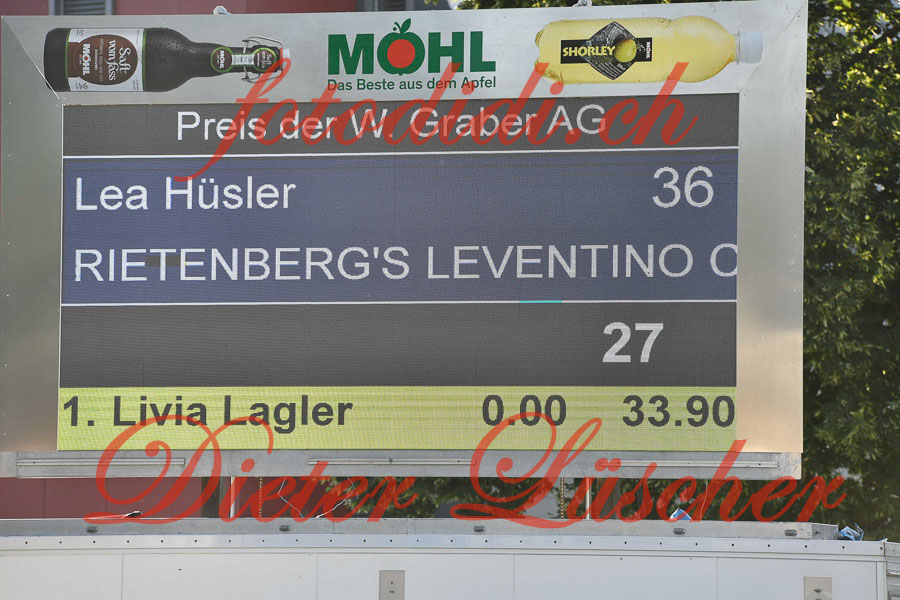 Saft vom Fass
MÖHL
MÖHL
Das Beste aus dem Apfel
SHORLEY
MÖHL
fotodidi.ch
Preis der W. Graber AG
Lea Hüsler 36
RIETENBERG'S LEVENTINO C
27
1. Livia Lagler 0.00 33.90
Dieter Lüscher